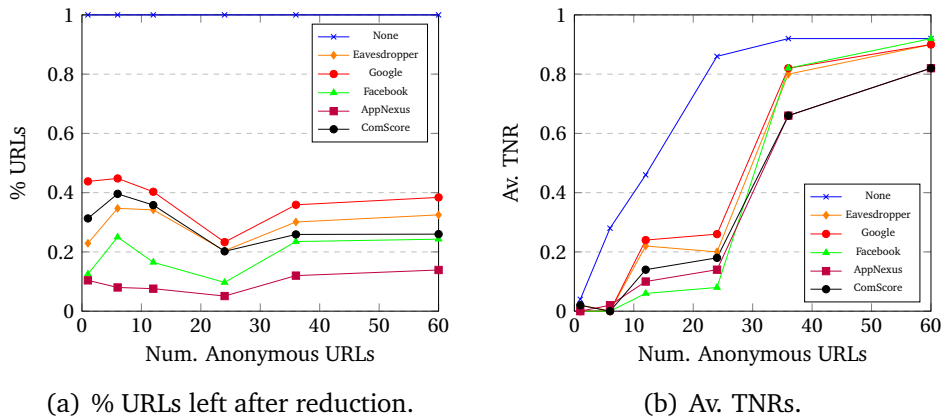 1
0.8
0.6
0.4
0.2
0
% URLs
None
Eavesdropper
Google
Facebook
AppNexus
ComScore
0 10 20 30 40 50 60
Num. Anonymous URLs
(a) % URLs left after reduction.
1
0.8
0.6
0.4
0.2
0
Av. TNR
None
Eavesdropper
Google
Facebook
AppNexus
ComScore
0 10 20 30 40 50 60
Num. Anonymous URLs
(b) Av. TNRs.